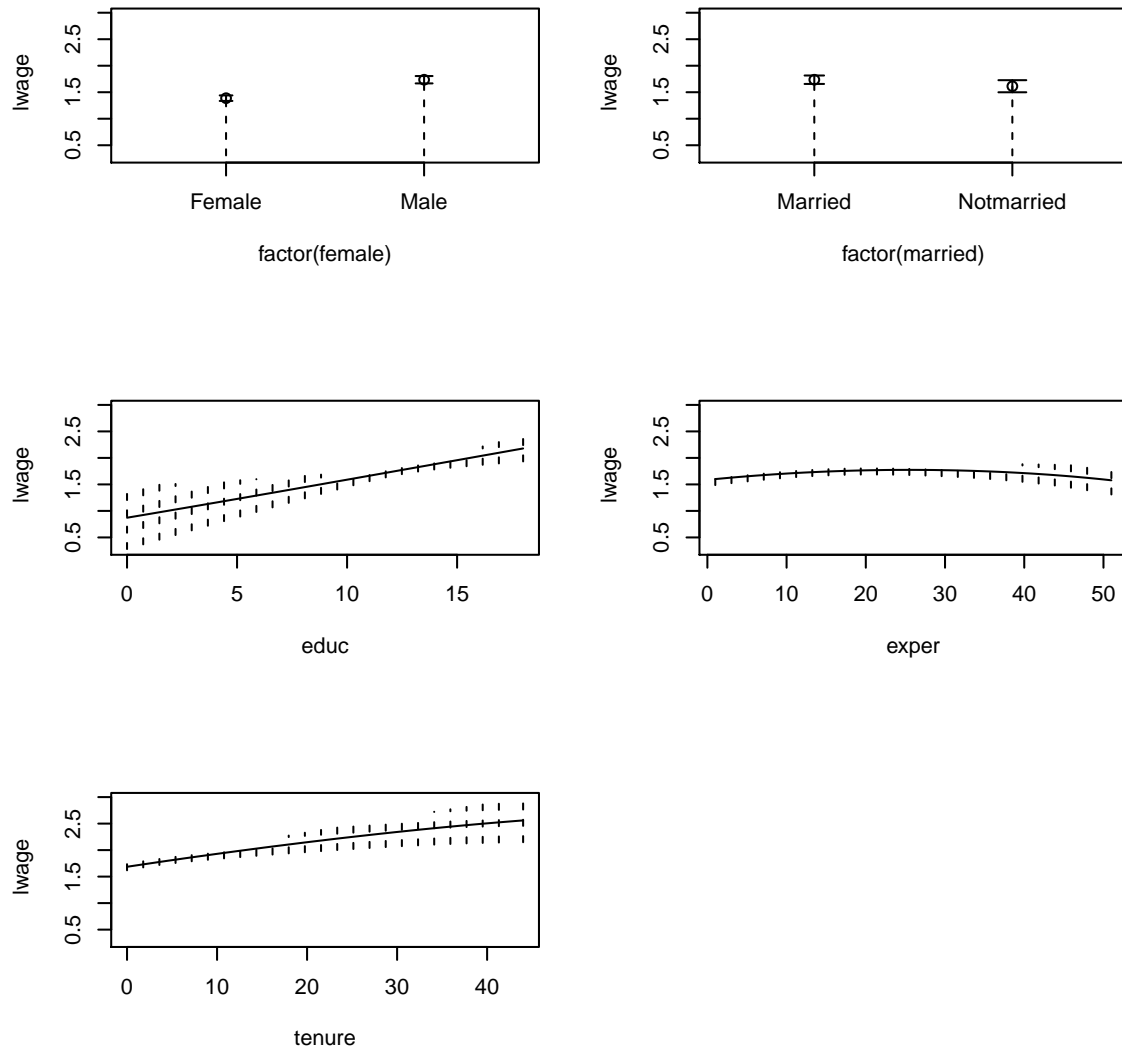 lwage
0.5 1.5 2.5
Female Male
factor(female)
lwage
0.5 1.5 2.5
Married Notmarried
factor(married)
lwage
0.5 1.5 2.5
0 5 10 15
educ
lwage
0.5 1.5 2.5
0 10 20 30 40 50
exper
lwage
0.5 1.5 2.5
0 10 20 30 40
tenure